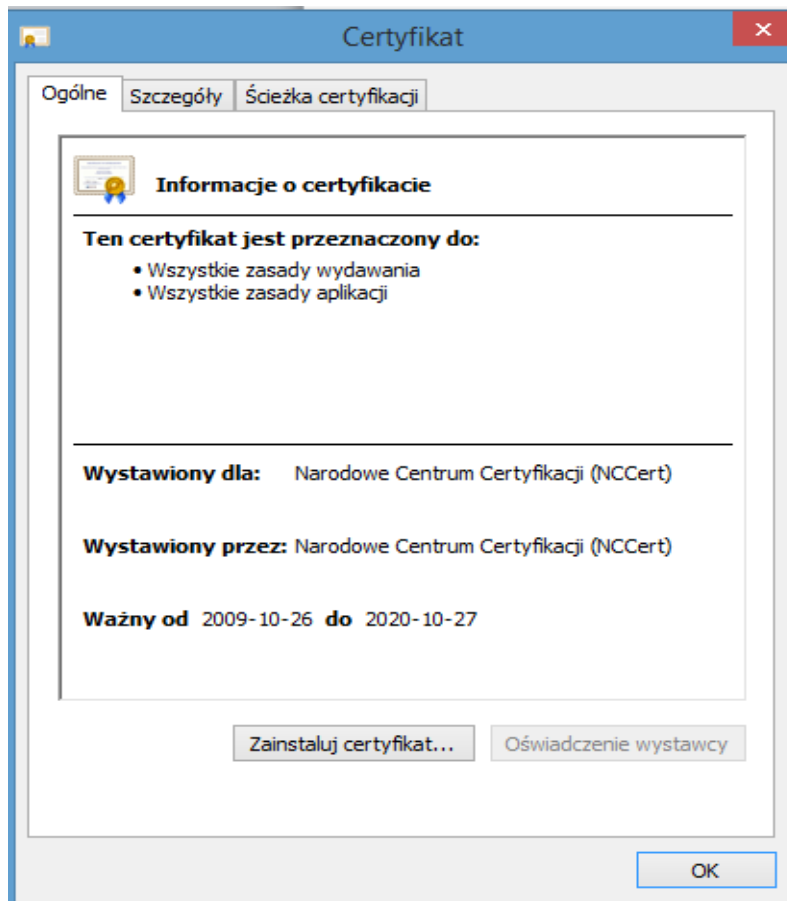 Certyfikat
Ogólne Szczegóły Ścieżka certyfikacji
Informacje o certyfikacie
Ten certyfikat jest przeznaczony do:
• Wszystkie zasady wydawania
• Wszystkie zasady aplikacji
Wystawiony dla: Narodowe Centrum Certyfikacji (NCCert)
Wystawiony przez: Narodowe Centrum Certyfikacji (NCCert)
Ważny od 2009-10-26 do 2020-10-27
Zainstaluj certyfikat... Oświadczenie wystawcy
OK